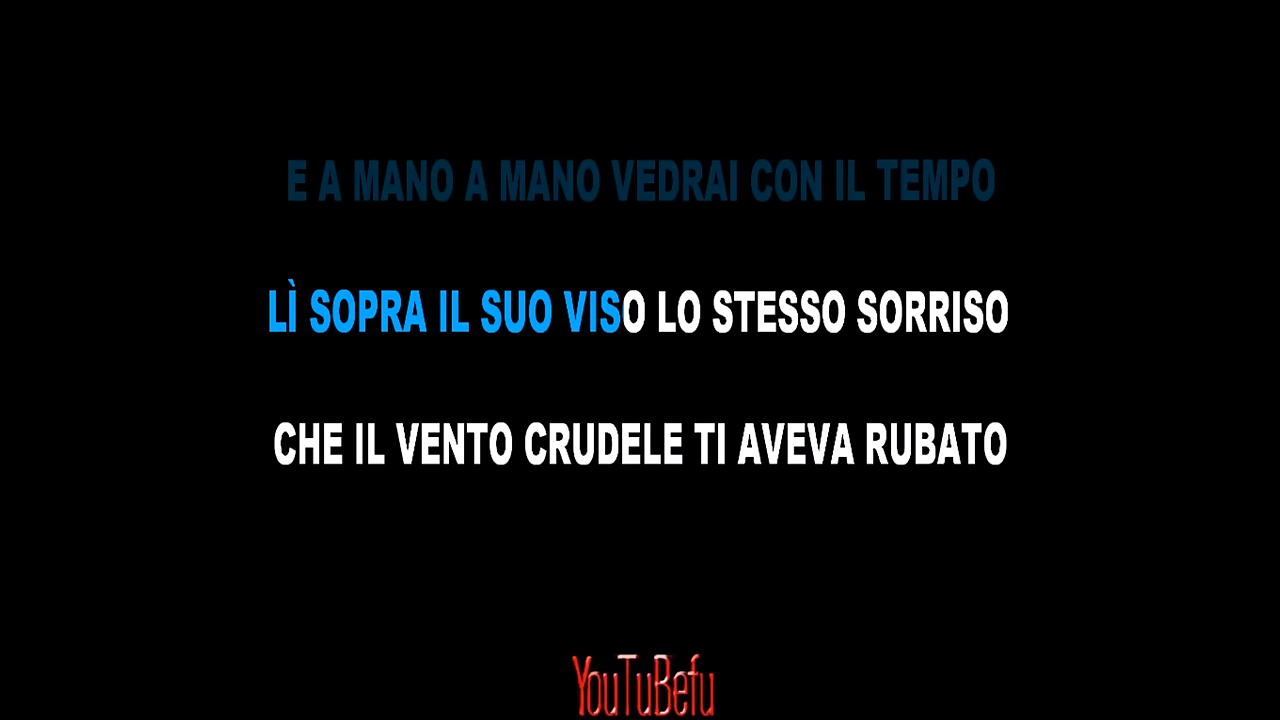 E A MANO A MANO VEDRAI CON IL TEMPO
LÌ SOPRA IL SUO VISO LO STESSO SORRISO
CHE IL VENTO CRUDELE TI AVEVA RUBATO
YouTuBefu